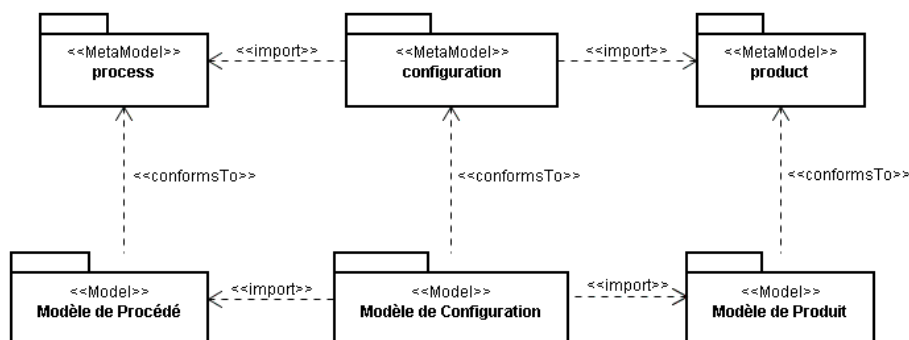 <<MetaModel>>
process
<<import>>
<<MetaModel>>
configuration
<<import>>
<<MetaModel>>
product
<<conformsTo>>
<<conformsTo>>
<<conformsTo>>
<<Model>>
Modèle de Procédé
<<import>>
<<Model>>
Modèle de Configuration
<<import>>
<<Model>>
Modèle de Produit